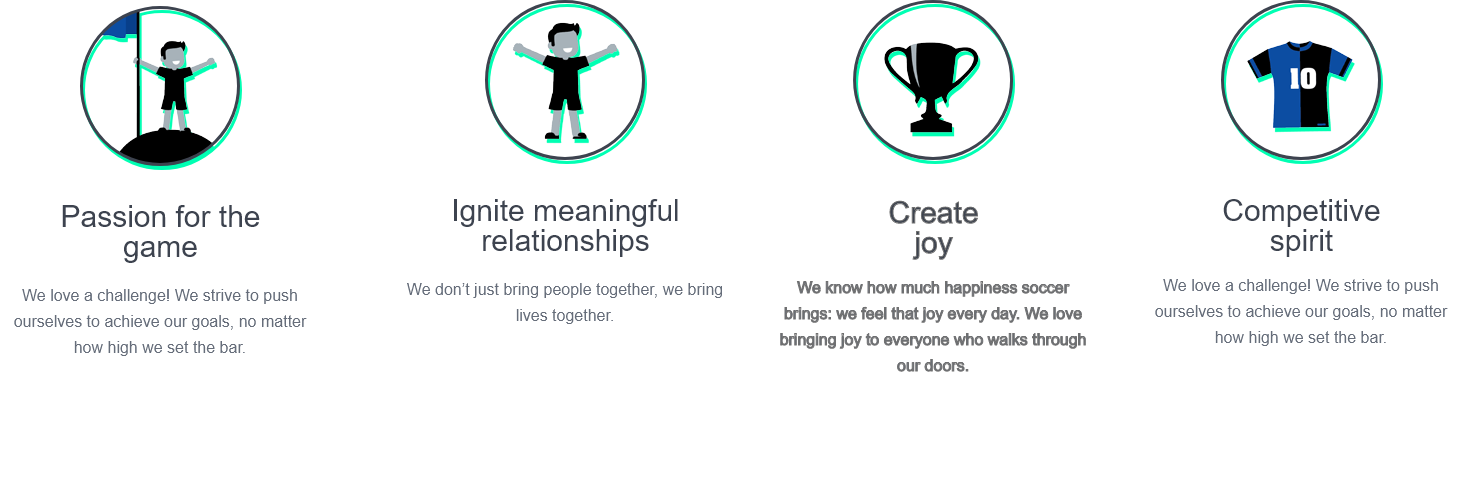 Passion for the
game
We love a challenge! We strive to push
ourselves to achieve our goals, no matter
how high we set the bar.
Ignite meaningful
relationships
We don’t just bring people together, we bring
lives together.
Create
joy
We know how much happiness soccer
brings: we feel that joy every day. We love
bringing joy to everyone who walks through
our doors.
10
Competitive
spirit
We love a challenge! We strive to push
ourselves to achieve our goals, no matter
how high we set the bar.